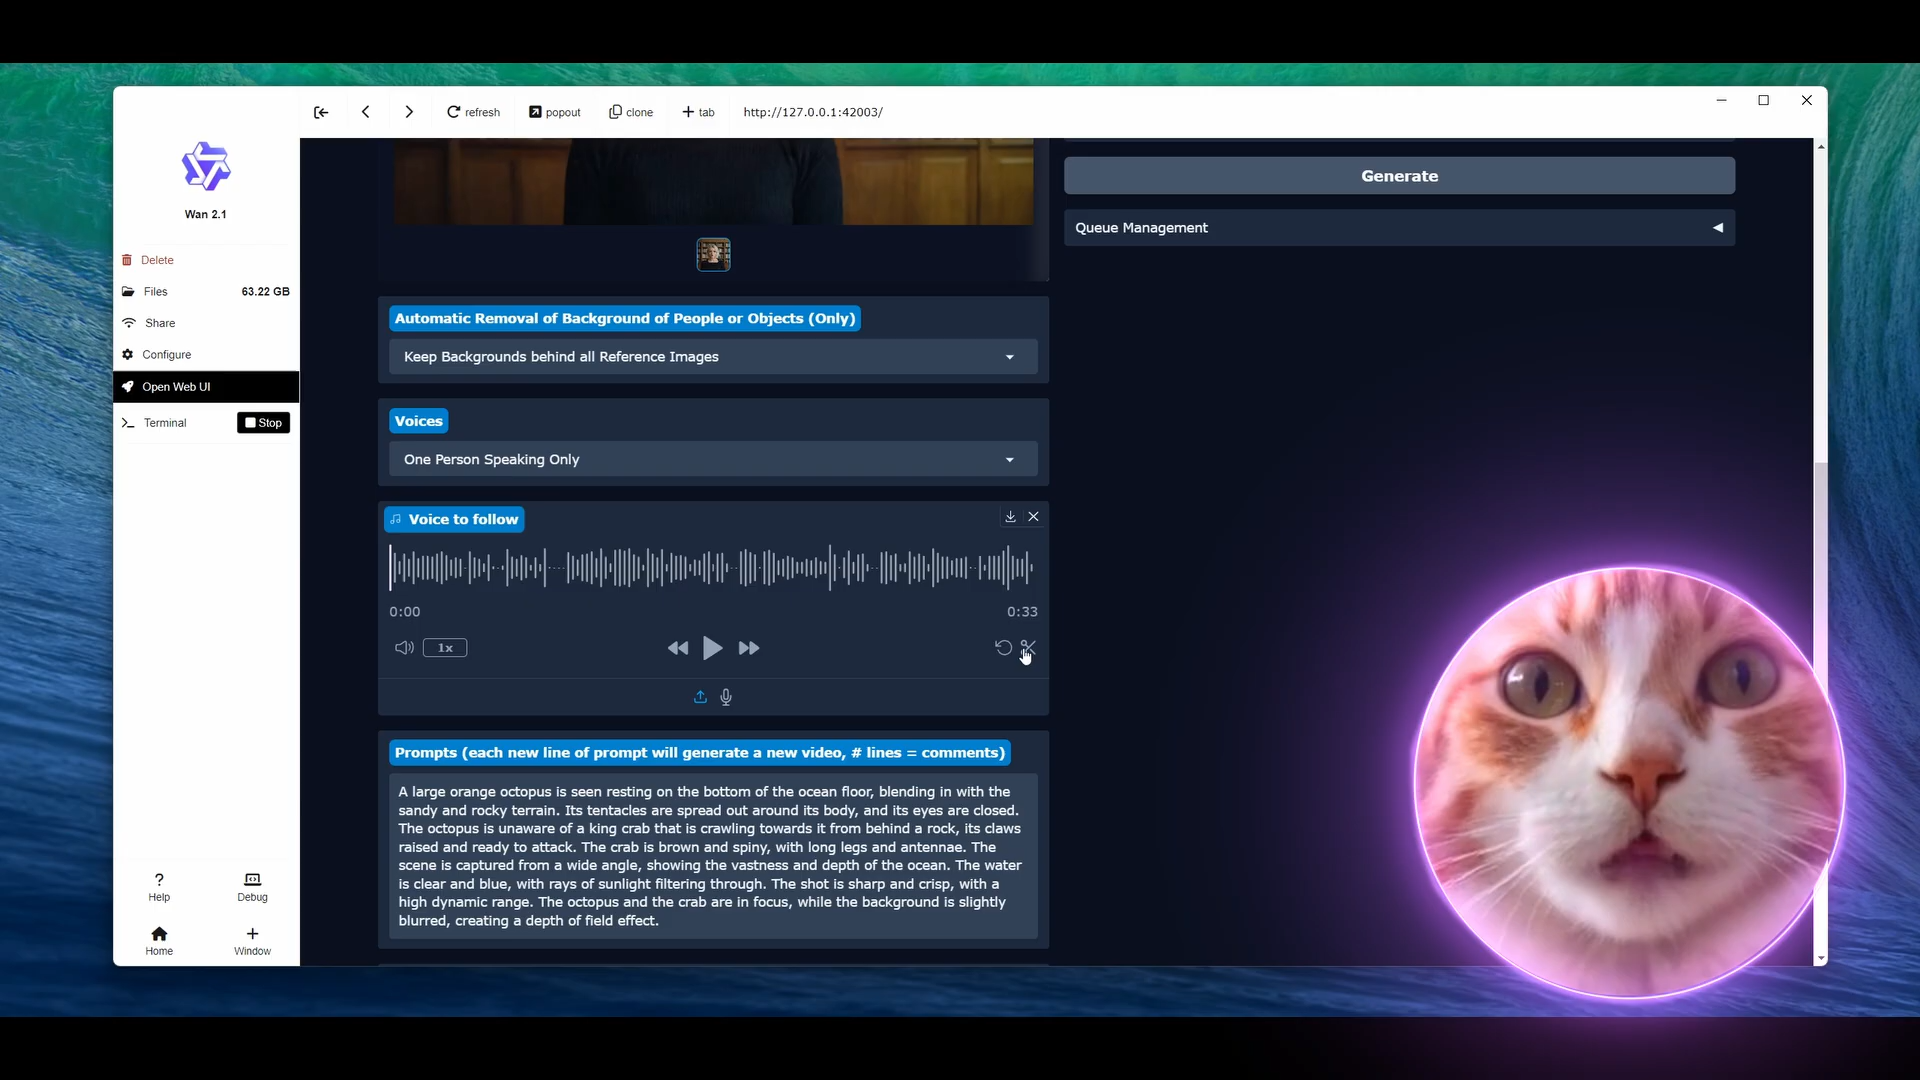 refresh
popout
clone
tab
http://127.0.0.1:42003/
Wan 2.1
Delete
Files 63.22 GB
Share
Configure
Open Web UI
Terminal Stop
Help Debug
Home Window
Automatic Removal of Background of People or Objects (Only)
Keep Backgrounds behind all Reference Images
Voices
One Person Speaking Only
Voice to follow
0:00 0:33
1x
Prompts (each new line of prompt will generate a new video, # lines = comments)
A large orange octopus is seen resting on the bottom of the ocean floor, blending in with the
sandy and rocky terrain. Its tentacles are spread out around its body, and its eyes are closed.
The octopus is unaware of a king crab that is crawling towards it from behind a rock, its claws
raised and ready to attack. The crab is brown and spiny, with long legs and antennae. The
scene is captured from a wide angle, showing the vastness and depth of the ocean. The water
is clear and blue, with rays of sunlight filtering through. The shot is sharp and crisp, with a
high dynamic range. The octopus and the crab are in focus, while the background is slightly
blurred, creating a depth of field effect.
Generate
Queue Management